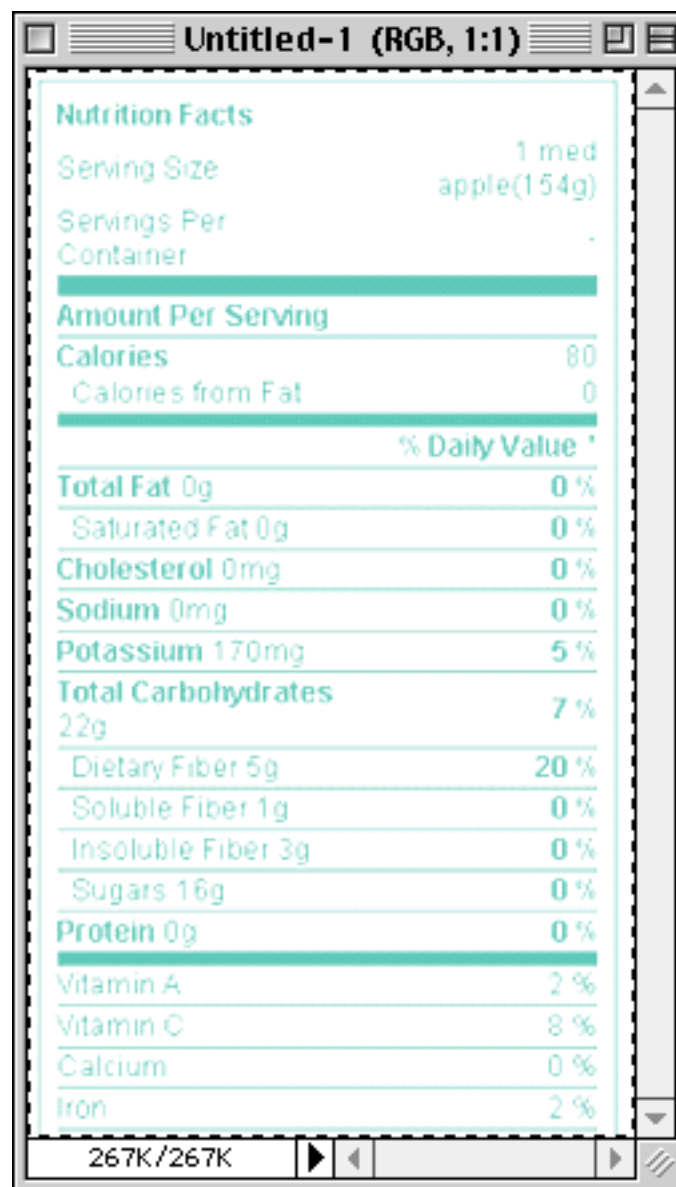 Untitled-1 (RGB, 1:1)
Nutrition Facts
Serving Size 1 med
apple(154g)
Servings Per
Container -
Amount Per Serving
Calories 80
Calories from Fat 0
% Daily Value *
Total Fat 0g 0 %
Saturated Fat 0g 0 %
Cholesterol 0mg 0 %
Sodium 0mg 0 %
Potassium 170mg 5 %
Total Carbohydrates
22g 7 %
Dietary Fiber 5g 20 %
Soluble Fiber 1g 0 %
Insoluble Fiber 3g 0 %
Sugars 16g 0 %
Protein 0g 0 %
Vitamin A 2 %
Vitamin C 8 %
Calcium 0 %
Iron 2 %
267K/267K